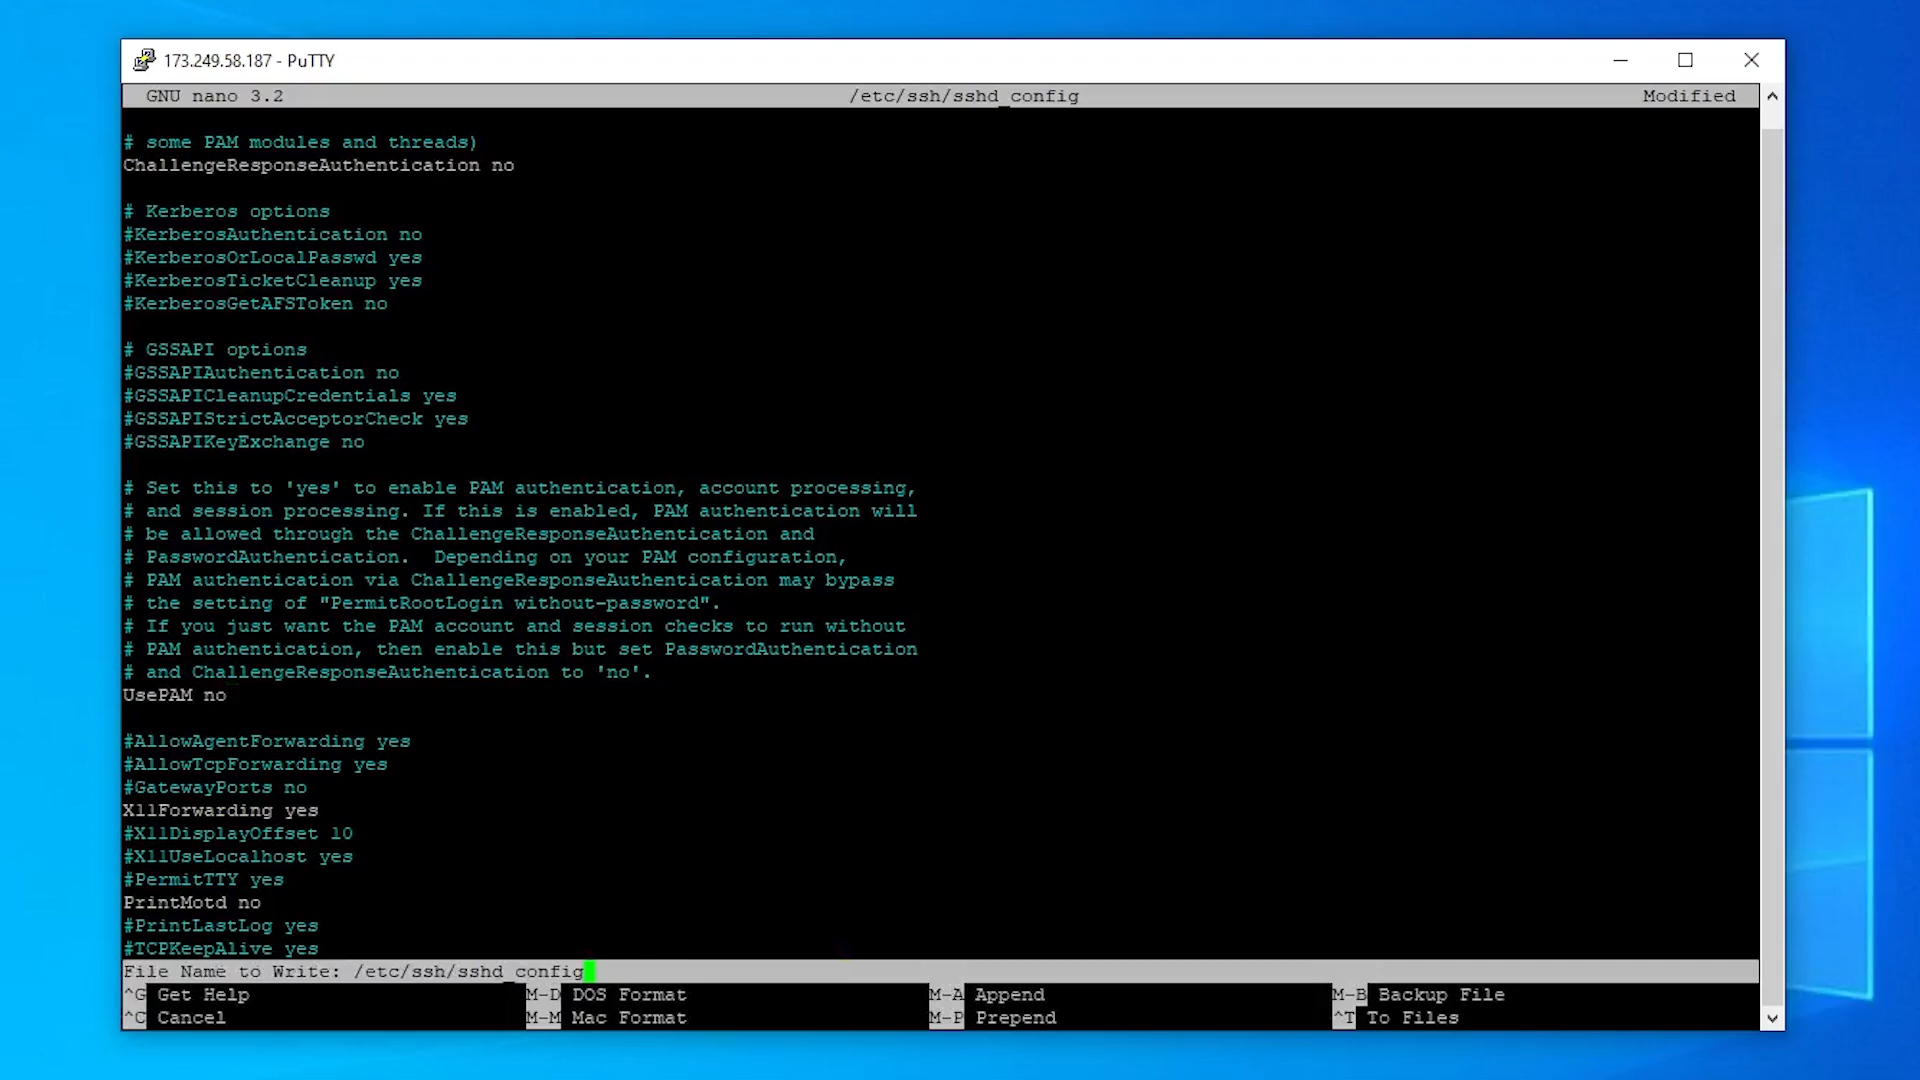 173.249.58.187 - PuTTY
GNU nano 3.2 /etc/ssh/sshd_config Modified
# some PAM modules and threads)
ChallengeResponseAuthentication no
# Kerberos options
#KerberosAuthentication no
#KerberosOrLocalPasswd yes
#KerberosTicketCleanup yes
#KerberosGetAFSToken no
# GSSAPI options
#GSSAPIAuthentication no
#GSSAPICleanupCredentials yes
#GSSAPIStrictAcceptorCheck yes
#GSSAPIKeyExchange no
# Set this to 'yes' to enable PAM authentication, account processing,
# and session processing. If this is enabled, PAM authentication will
# be allowed through the ChallengeResponseAuthentication and
# PasswordAuthentication.  Depending on your PAM configuration,
# PAM authentication via ChallengeResponseAuthentication may bypass
# the setting of "PermitRootLogin without-password".
# If you just want the PAM account and session checks to run without
# PAM authentication, then enable this but set PasswordAuthentication
# and ChallengeResponseAuthentication to 'no'.
UsePAM no
#AllowAgentForwarding yes
#AllowTcpForwarding yes
#GatewayPorts no
X11Forwarding yes
#X11DisplayOffset 10
#X11UseLocalhost yes
#PermitTTY yes
PrintMotd no
#PrintLastLog yes
#TCPKeepAlive yes
File Name to Write: /etc/ssh/sshd_config
^G Get Help M-D DOS Format M-A Append M-B Backup File
^C Cancel M-M Mac Format M-P Prepend ^T To Files